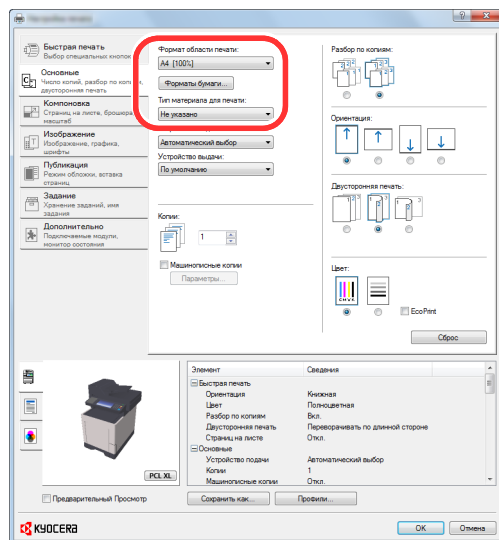 Настройка печати
Быстрая печать
Выбор специальных кнопок
Основные
Число копий, разбор по копиям,
двусторонняя печать
Компоновка
Страниц на листе, брошюра,
масштаб
Изображение
Изображение, графика,
шрифты
Публикация
Режим обложки, вставка
страниц
Задание
Хранение заданий, имя
задания
Дополнительно
Подключаемые модули,
монитор состояния
Формат области печати:
A4 [100%]
Форматы бумаги...
Тип материала для печати:
Не указано
Автоматический выбор
Устройство выдачи:
По умолчанию
Копии:
1
Машинописные копии
Параметры...
Разбор по копиям:
Ориентация:
Двусторонняя печать:
Цвет:
CMYK
EcoPrint
Сброс
PCL XL
Предварительный Просмотр
Элемент Сведения
Быстрая печать
Ориентация Книжная
Цвет Полноцветная
Разбор по копиям Вкл.
Двусторонняя печать Переворачивать по длинной стороне
Страниц на листе Откл.
Основные
Устройство подачи Автоматический выбор
Копии 1
Машинописные копии Откл.
Сохранить как... Профили...
KYOCERA
OK Отмена